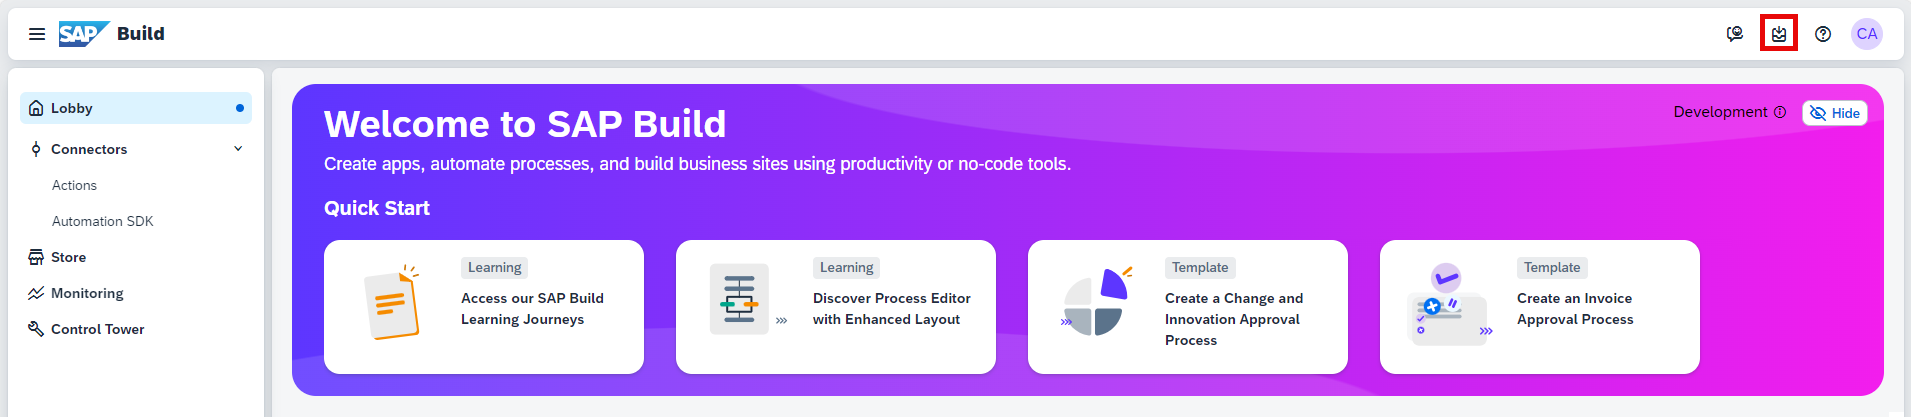 SAP Build
CA
Lobby
Connectors
Actions
Automation SDK
Store
Monitoring
Control Tower
Welcome to SAP Build
Development
Hide
Create apps, automate processes, and build business sites using productivity or no-code tools.
Quick Start
Learning
Access our SAP Build
Learning Journeys
Learning
Discover Process Editor
with Enhanced Layout
Template
Create a Change and
Innovation Approval
Process
Template
Create an Invoice
Approval Process